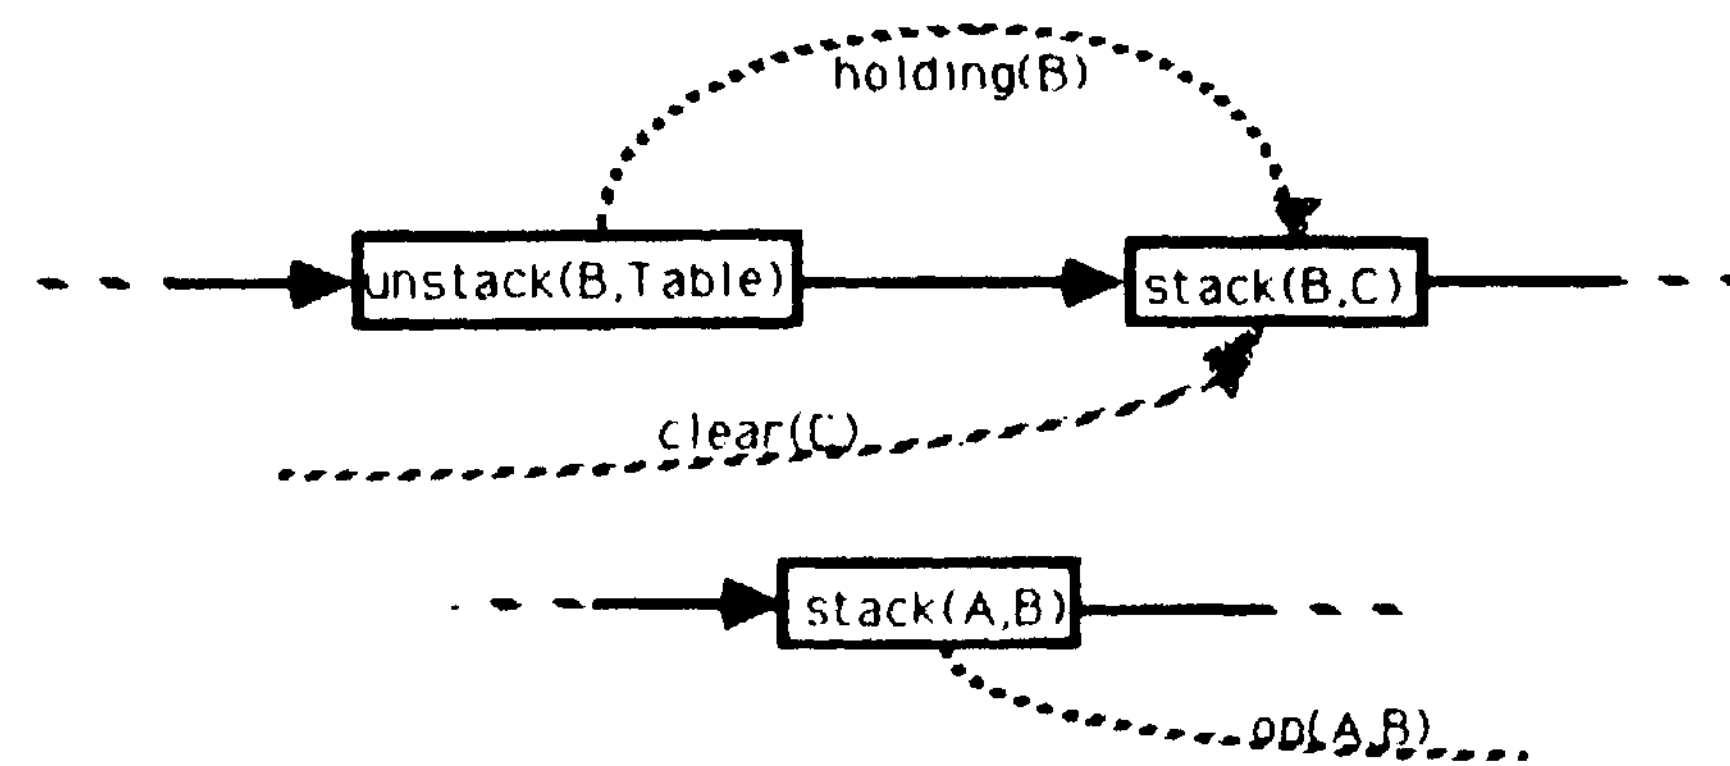 holding(B)
unstack(B,Table)
stack(B,C)
clear(C)
stack(A,B)
on(A,B)